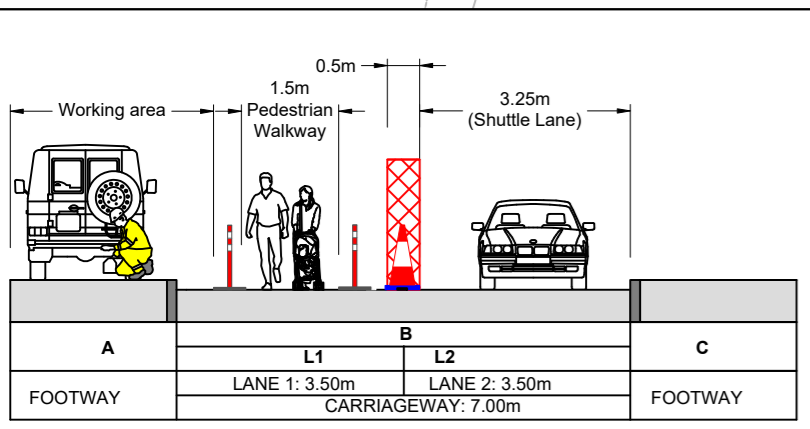 0.5m
1.5m
Pedestrian
Walkway
Working area
3.25m
(Shuttle Lane)
A
B
C
L1
L2
FOOTWAY
LANE 1: 3.50m
LANE 2: 3.50m
FOOTWAY
CARRIAGEWAY: 7.00m